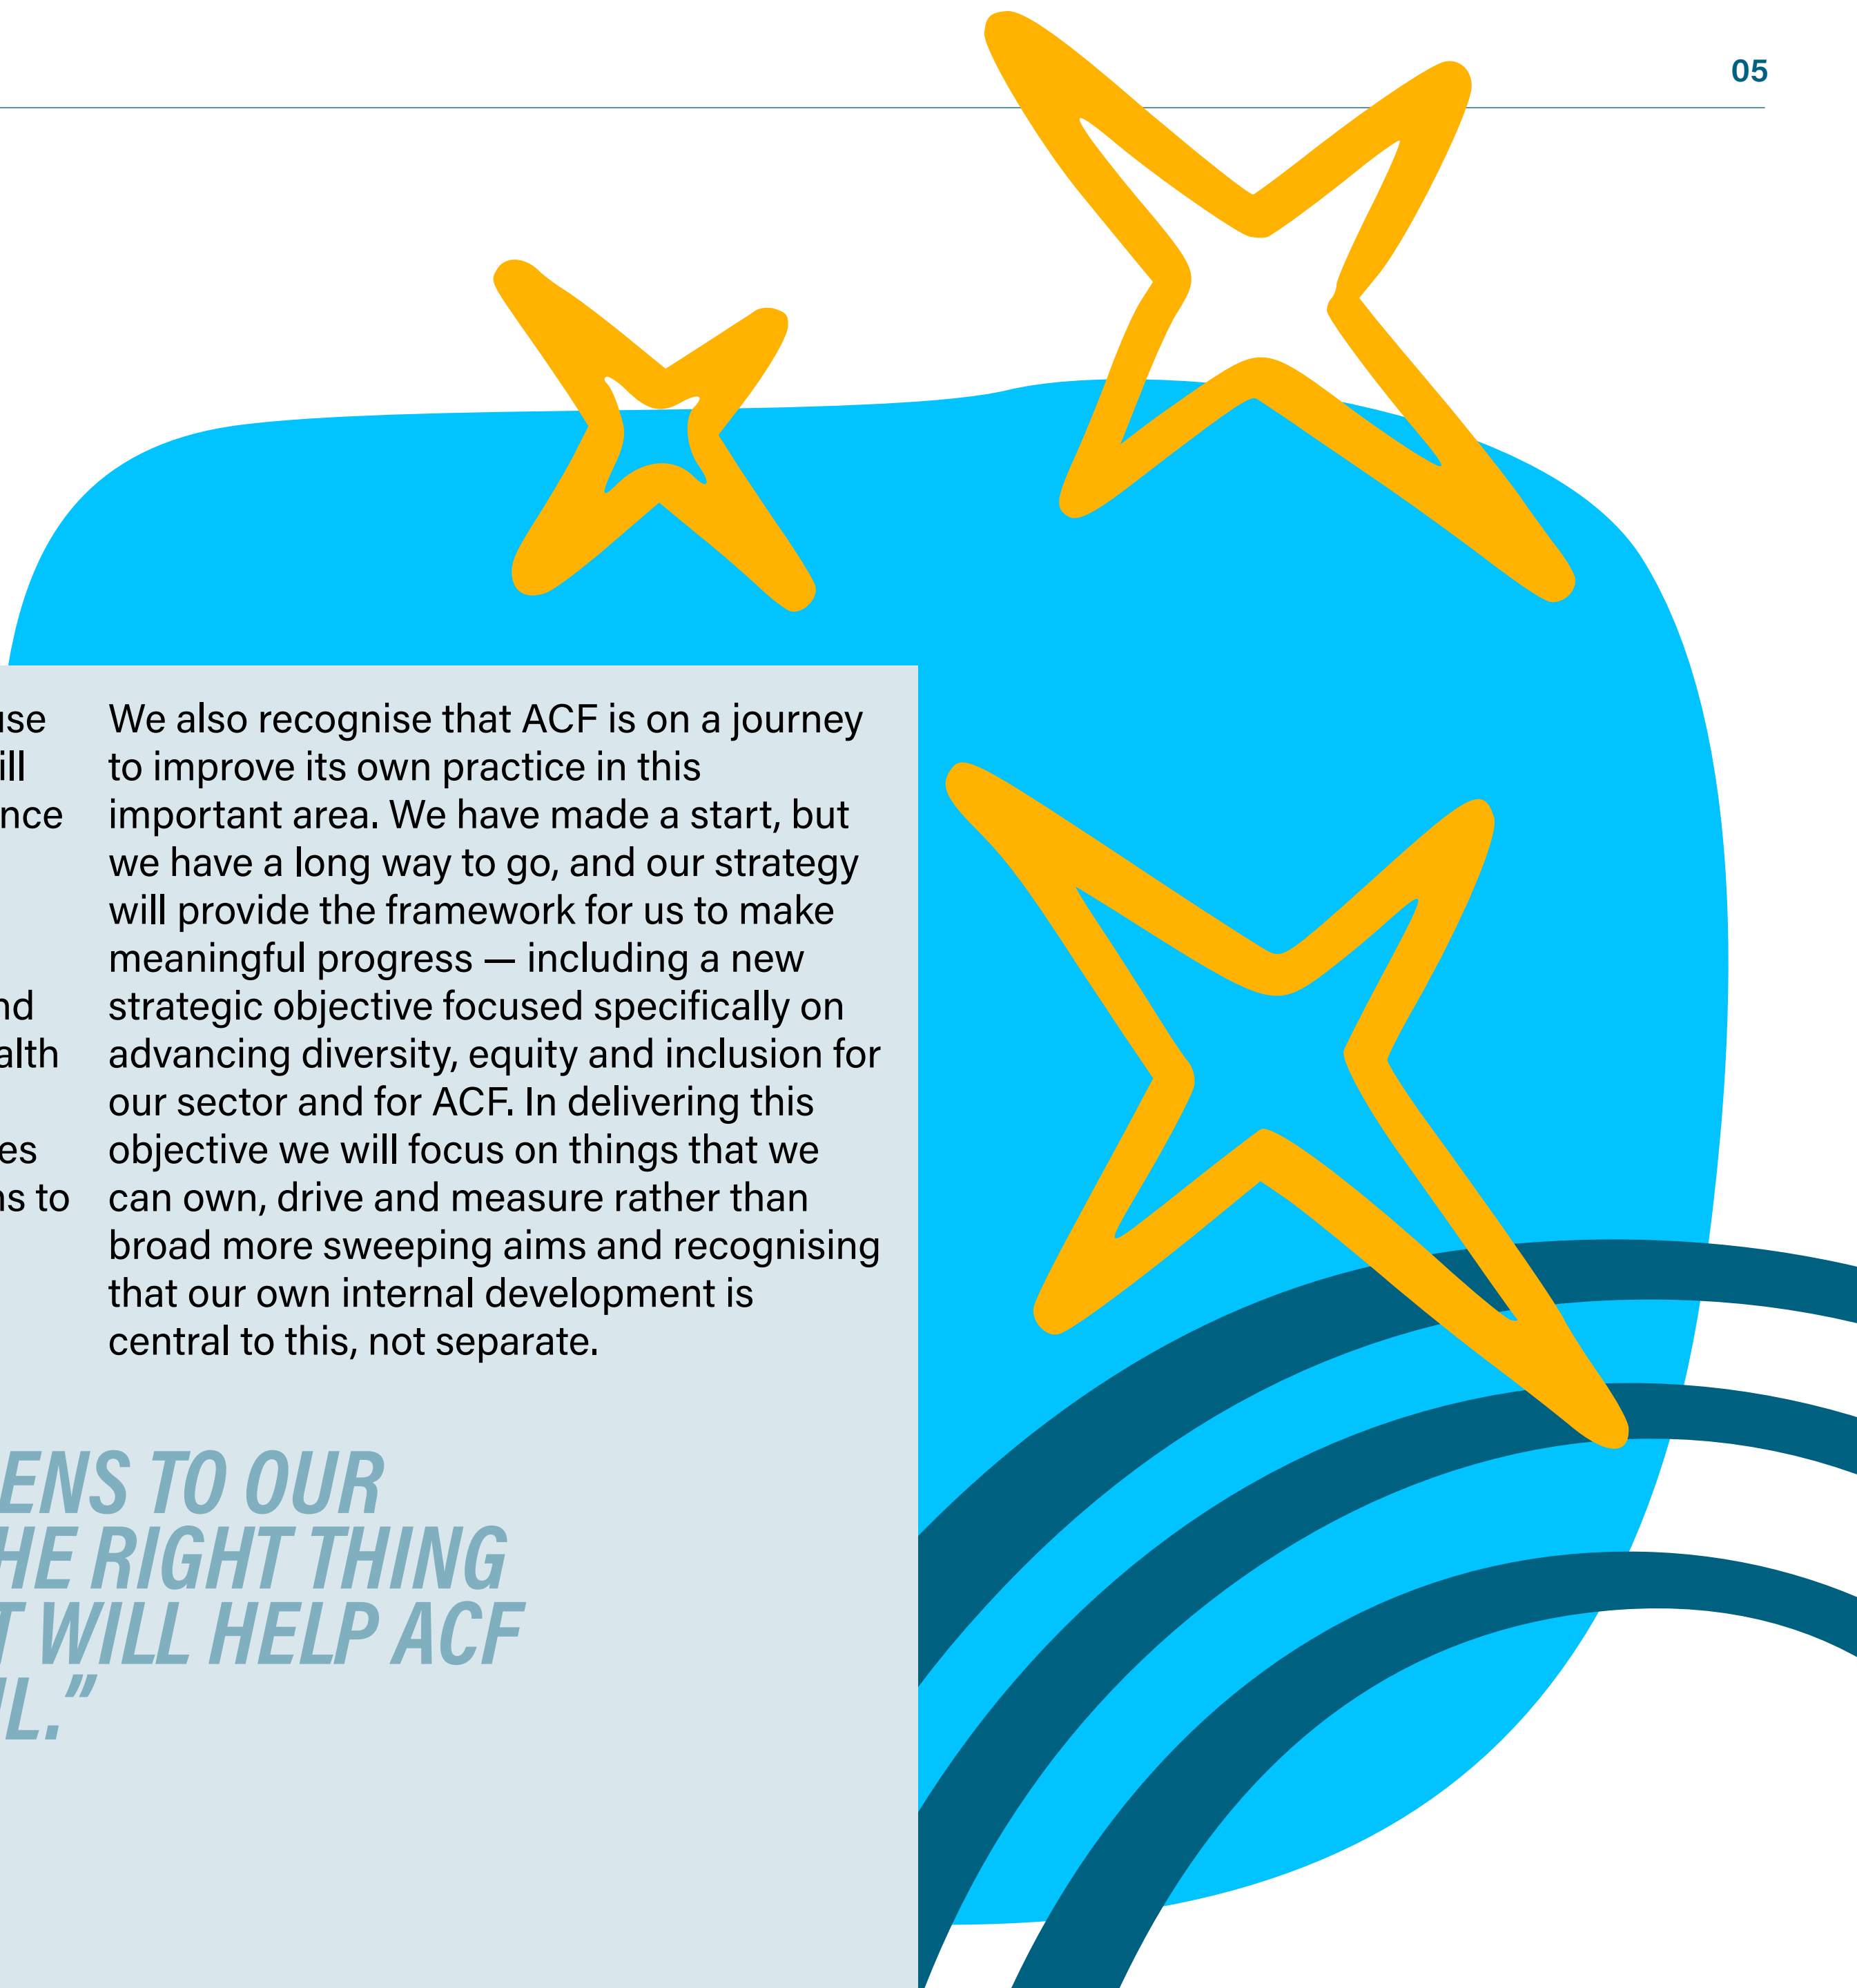 05
We also recognise that ACF is on a journey
to improve its own practice in this
important area. We have made a start, but
we have a long way to go, and our strategy
will provide the framework for us to make
meaningful progress — including a new
strategic objective focused specifically on
advancing diversity, equity and inclusion for
our sector and for ACF. In delivering this
objective we will focus on things that we
can own, drive and measure rather than
broad more sweeping aims and recognising
that our own internal development is
central to this, not separate.
TO OUR
RIGHT THING
WILL HELP ACF